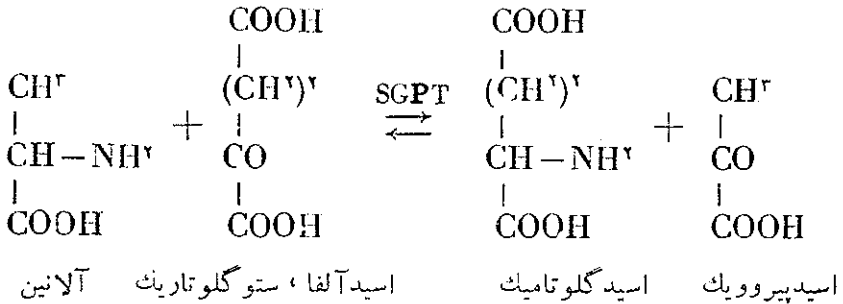 COOH COOH
CH۳ (CH۲)۲ SGPT (CH۲)۲ CH۳
+ ⇄ +
CH – NH۲ CO CH – NH۲ CO
COOH COOH COOH COOH
آلانین اسیدآلفا، ستوگلوتاریك اسیدگلوتامیك اسیدپیروویك